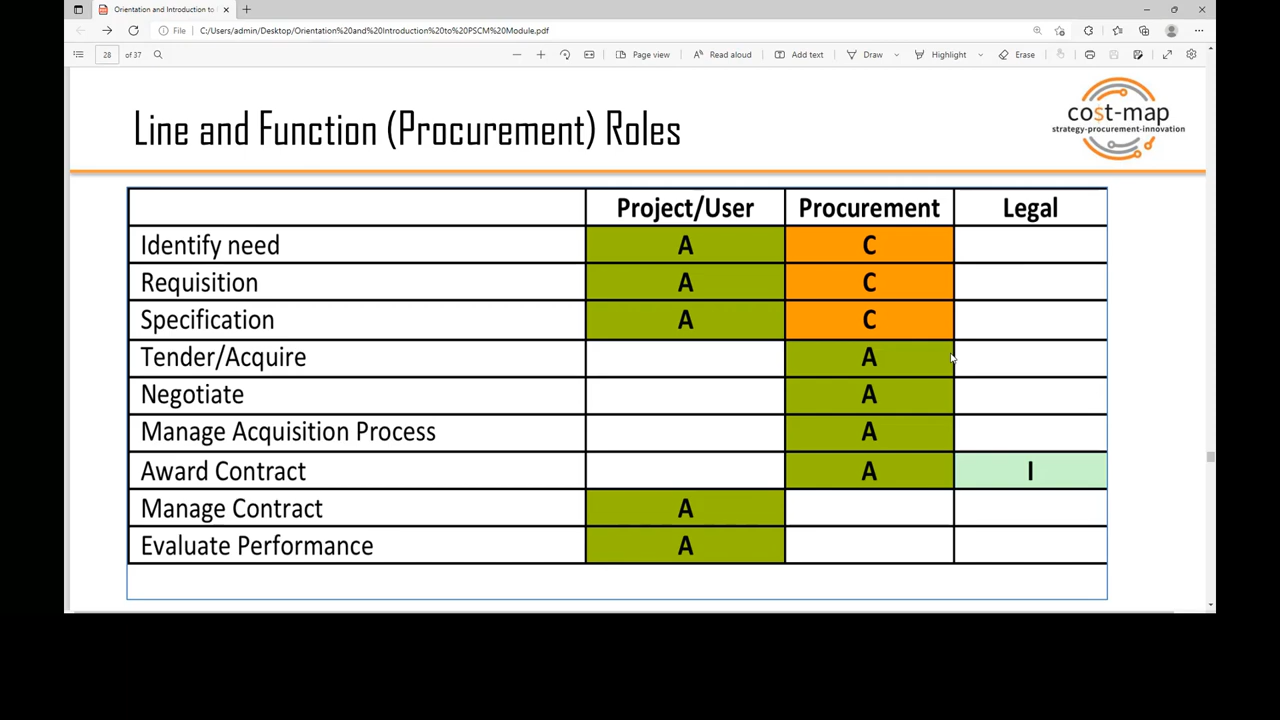 Orientation and Introduction to
File C:/Users/admin/Desktop/Orientation%20and%20Introduction%20to%20PSCM%20Module.pdf
28 of 37 Page view Read aloud Add text Draw Highlight Erase
cost-map
strategy-procurement-innovation
Line and Function (Procurement) Roles
Project/User Procurement Legal
Identify need A C
Requisition A C
Specification A C
Tender/Acquire A
Negotiate A
Manage Acquisition Process A
Award Contract A I
Manage Contract A
Evaluate Performance A